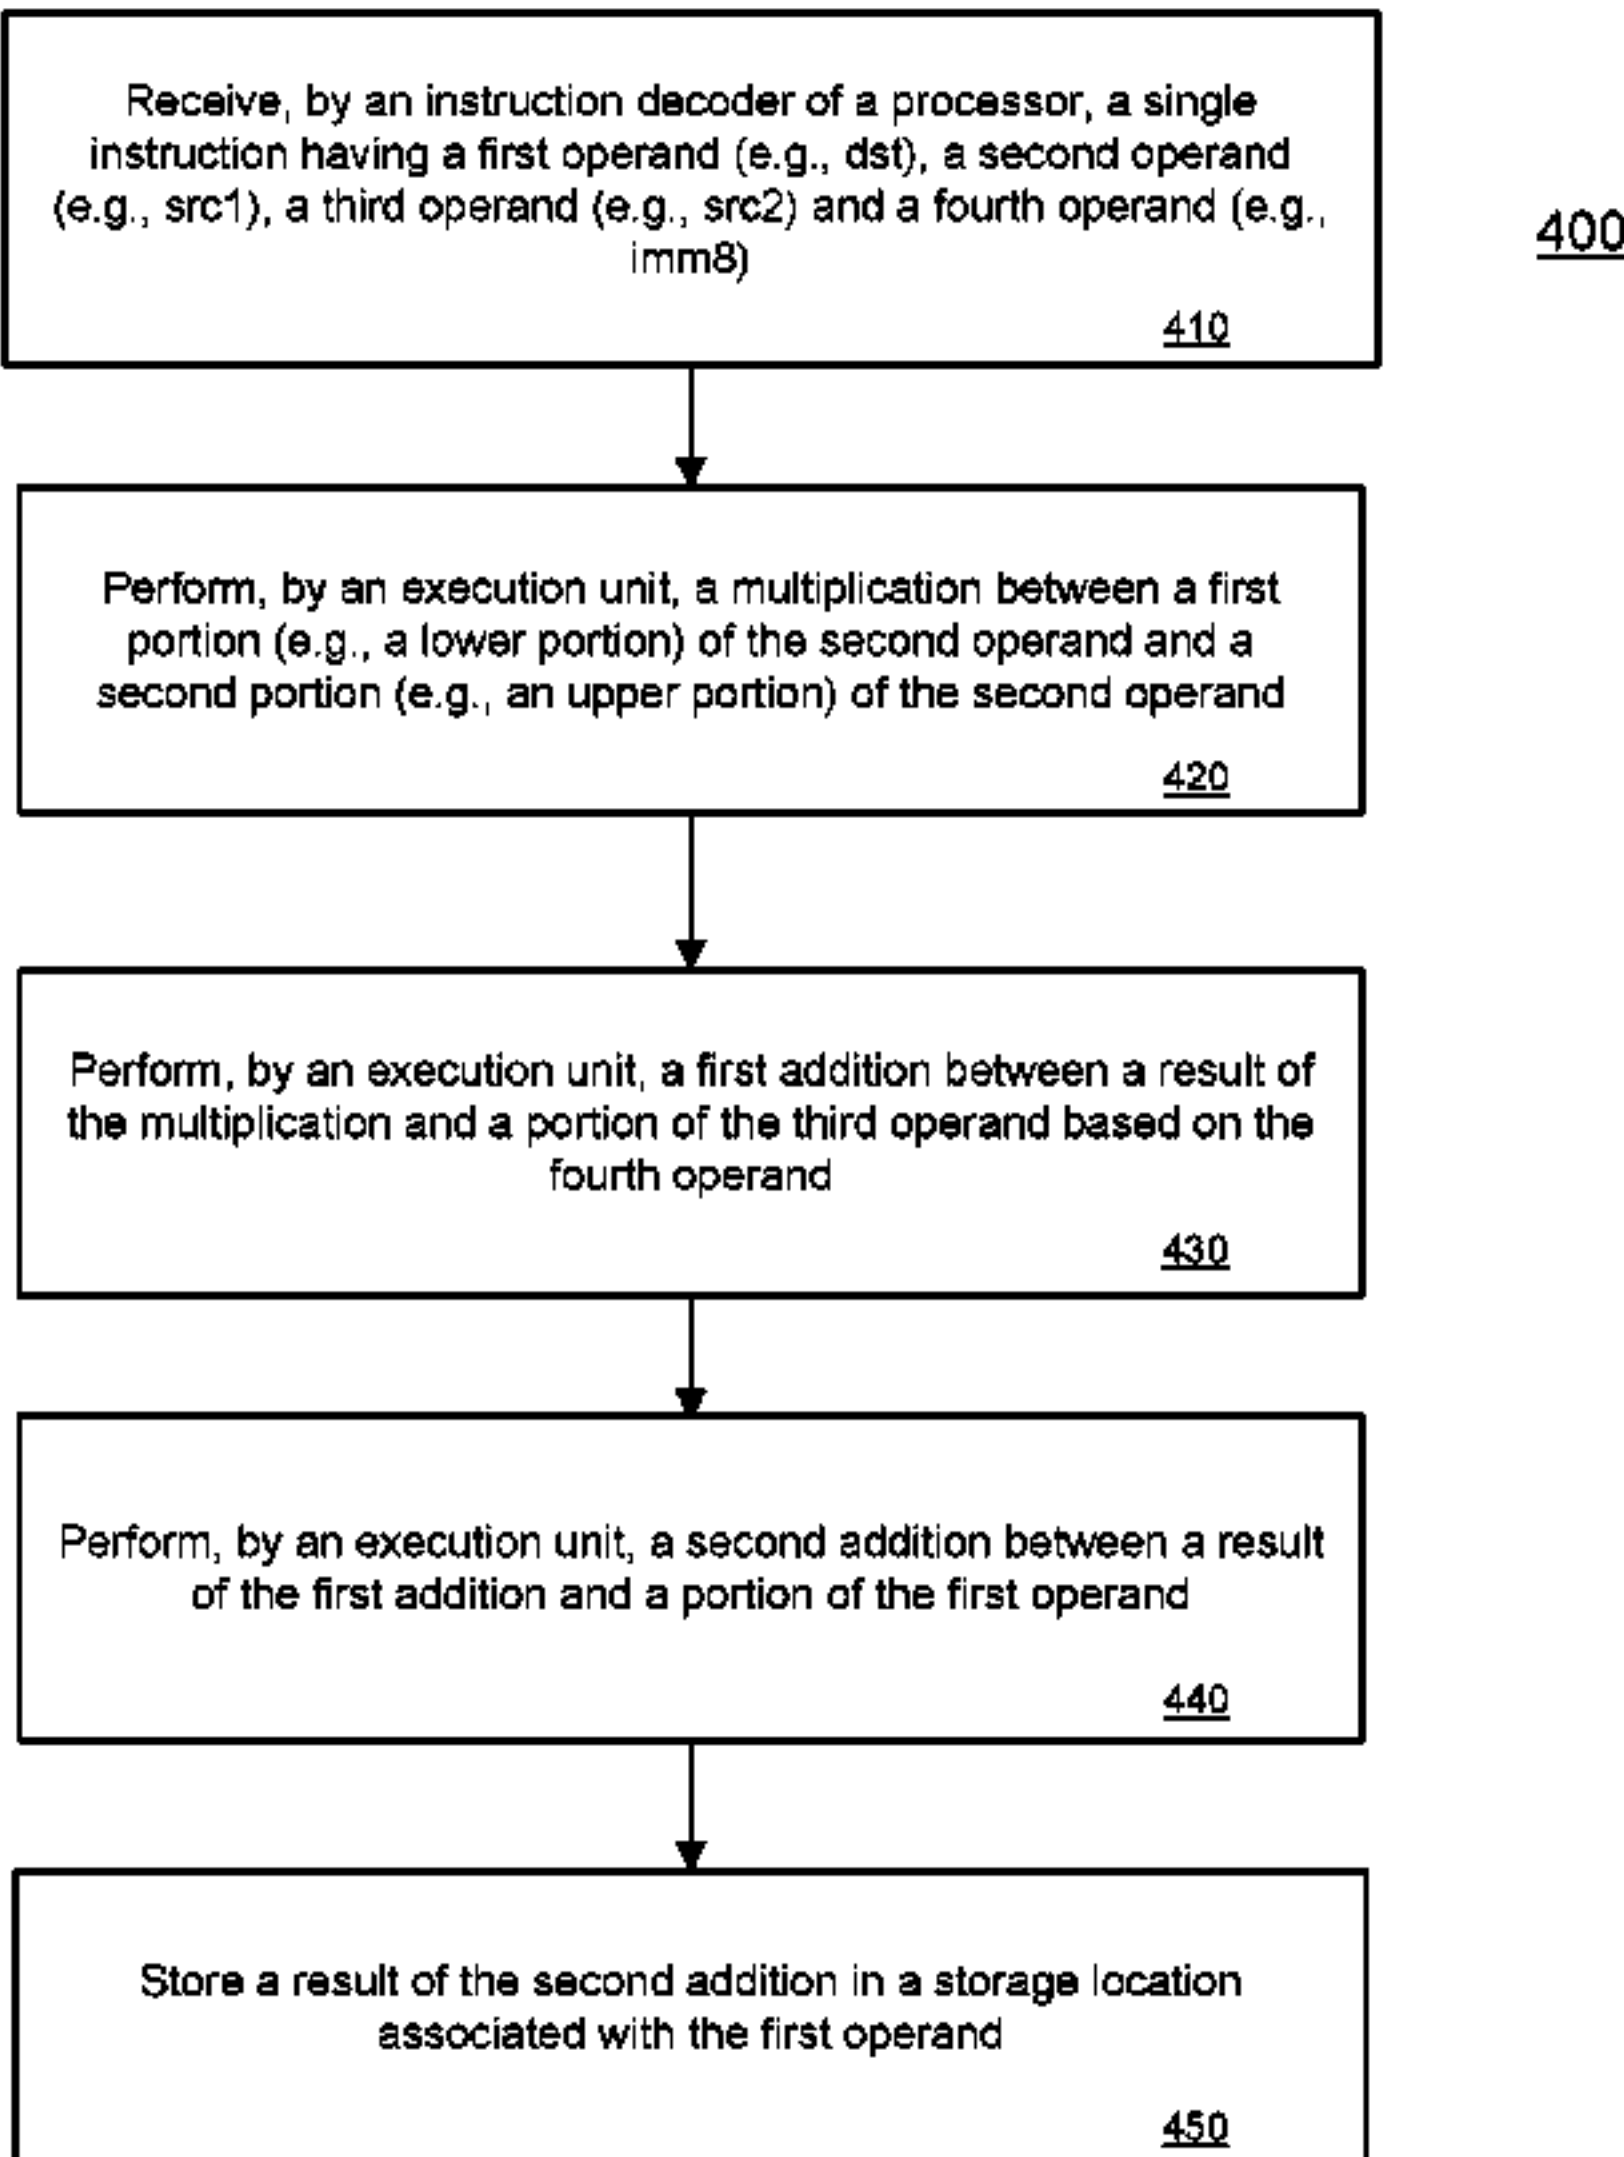 Receive, by an instruction decoder of a processor, a single
instruction having a first operand (e.g., dst), a second operand
(e.g., src1), a third operand (e.g., src2) and a fourth operand (e.g.,
imm8)
400
410
Perform, by an execution unit, a multiplication between a first
portion (e.g., a lower portion) of the second operand and a
second portion (e.g., an upper portion) of the second operand
420
Perform, by an execution unit, a first addition between a result of
the multiplication and a portion of the third operand based on the
fourth operand
430
Perform, by an execution unit, a second addition between a result
of the first addition and a portion of the first operand
440
Store a result of the second addition in a storage location
associated with the first operand
450